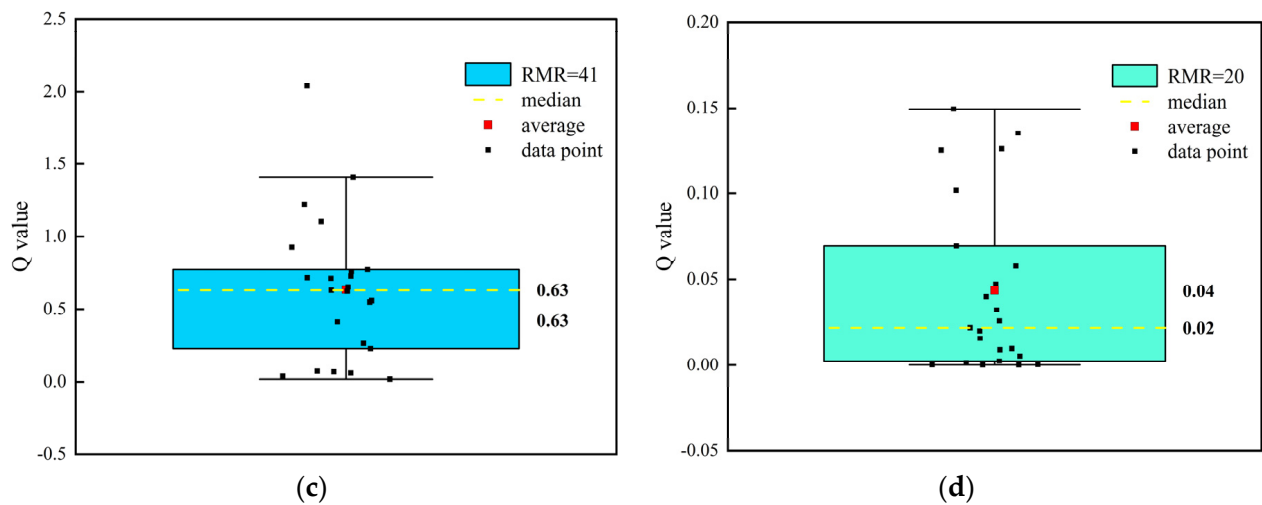 2.5
2.0
1.5
1.0
0.5
0.0
-0.5
Q value
RMR=41
median
average
data point
0.63
0.63
(c)
0.20
0.15
0.10
0.05
0.00
-0.05
Q value
RMR=20
median
average
data point
0.04
0.02
(d)